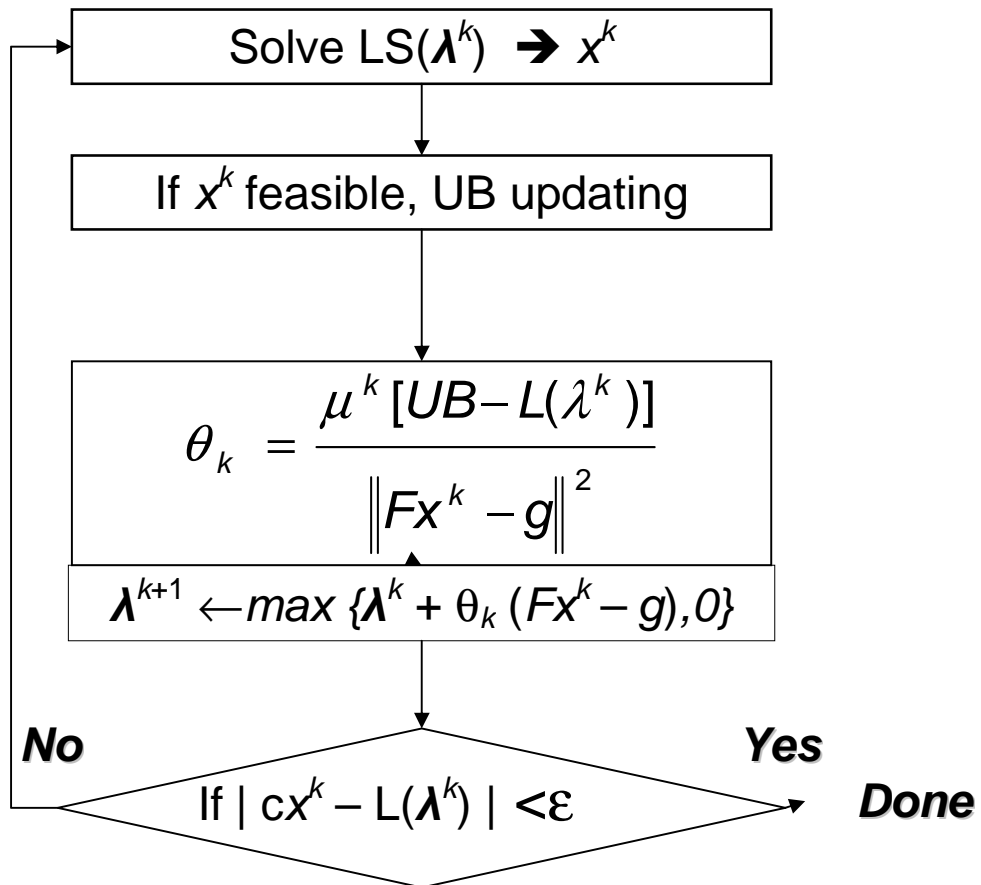 Solve LS(λ^k) ➔ x^k
If x^k feasible, UB updating
θ_k = μ^k [UB – L(λ^k)] / ‖Fx^k – g‖^2
λ^{k+1} ← max {λ^k + θ_k (Fx^k – g),0}
No
Yes
If | cx^k – L(λ^k) | <ε
Done